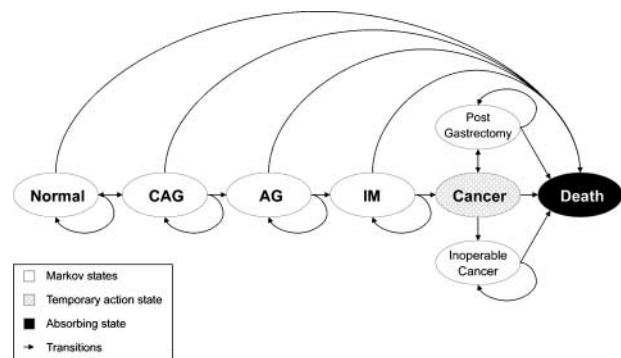 Post
Gastrectomy
Normal
CAG
AG
IM
Cancer
Death
Inoperable
Cancer
Markov states
Temporary action state
Absorbing state
Transitions